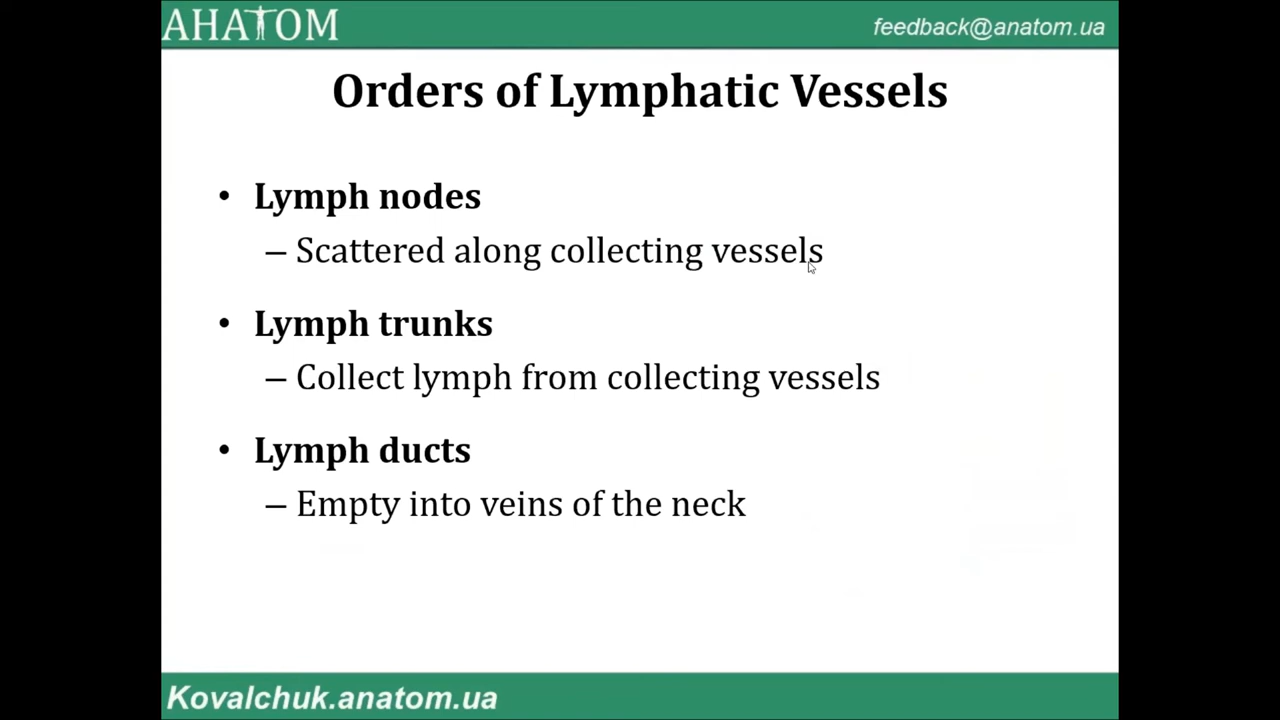 АНАТОМ
feedback@anatom.ua
Orders of Lymphatic Vessels
• Lymph nodes
– Scattered along collecting vessels
• Lymph trunks
– Collect lymph from collecting vessels
• Lymph ducts
– Empty into veins of the neck
Kovalchuk.anatom.ua